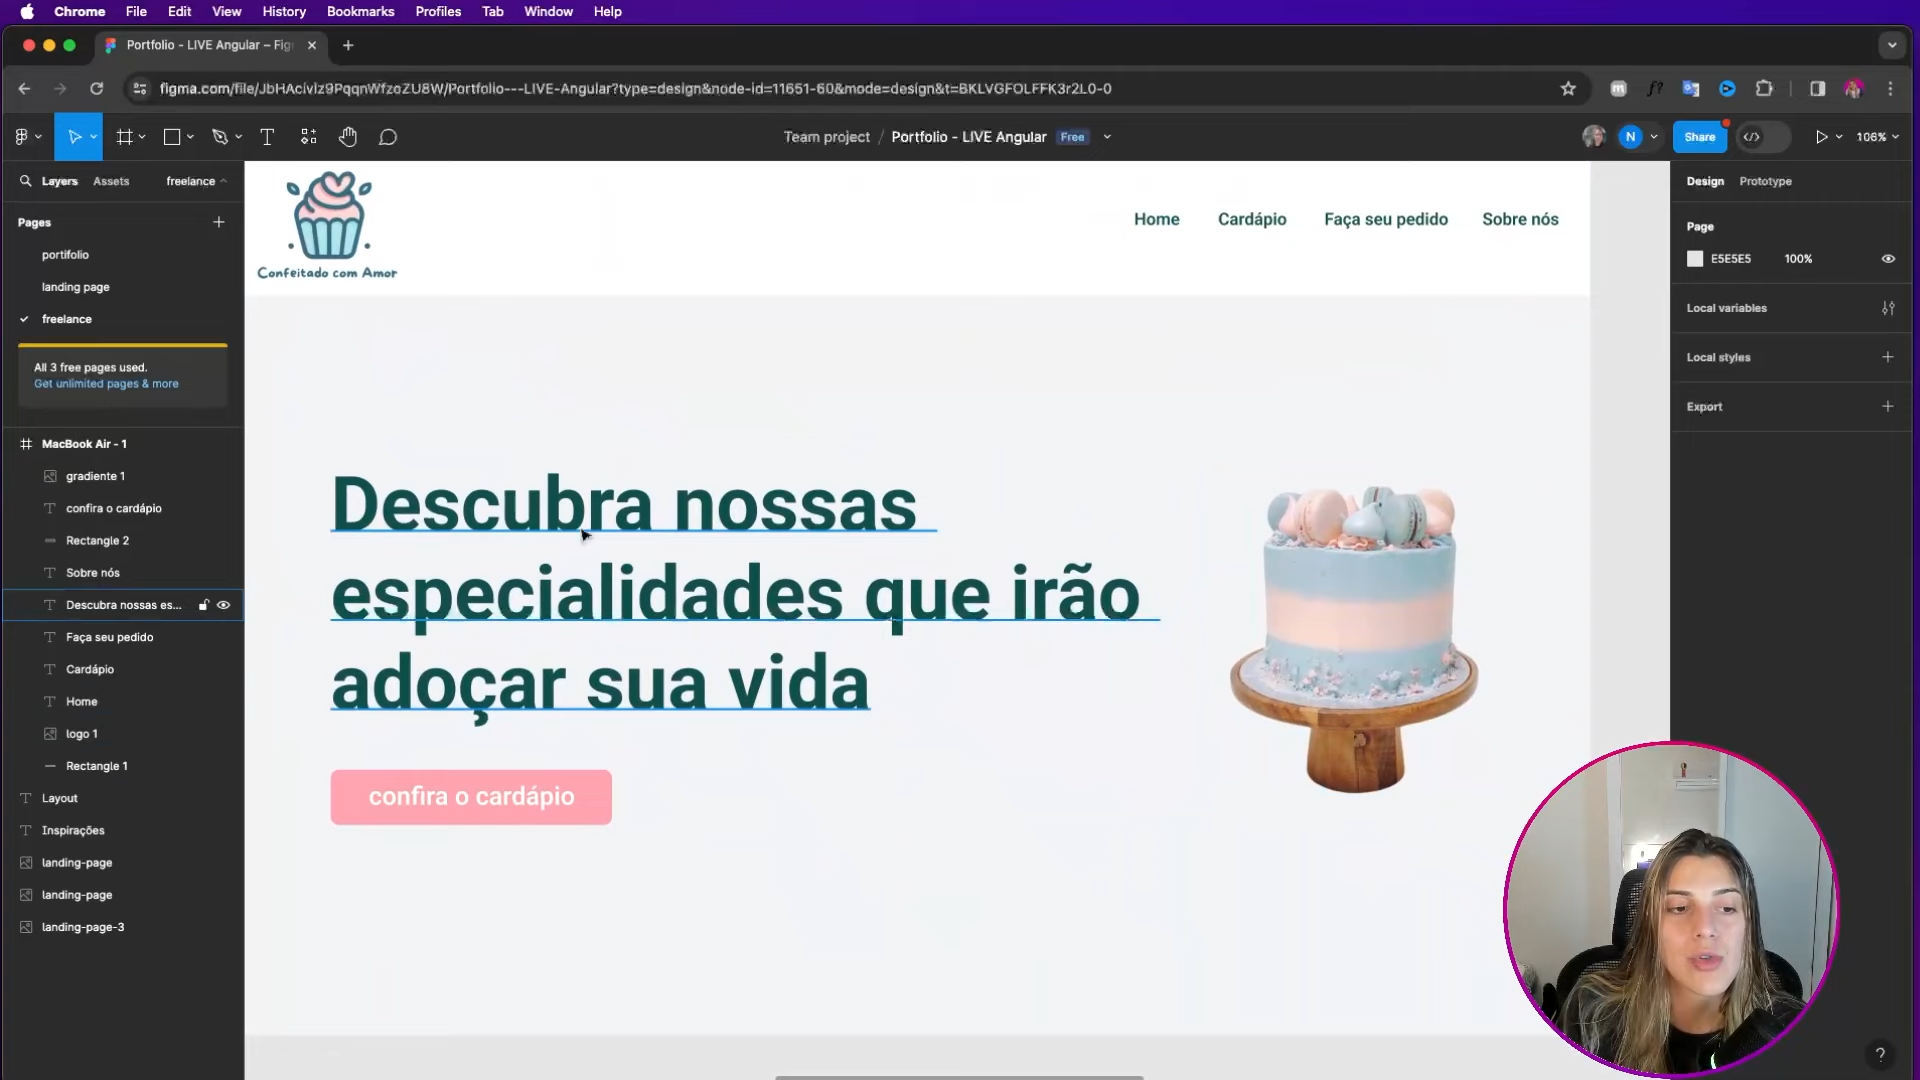 Chrome File Edit View History Bookmarks Profiles Tab Window Help
Portfolio - LIVE Angular – Fig
figma.com/file/JbHAcivlz9PqqnWfzoZU8W/Portfolio---LIVE-Angular?type=design&node-id=11651-60&mode=design&t=BKLVGFOLFFK3r2L0-0
Team project / Portfolio - LIVE Angular Free
N
Share
106%
Layers Assets freelance
Pages
portifolio
landing page
freelance
All 3 free pages used.
Get unlimited pages & more
MacBook Air - 1
gradiente 1
confira o cardápio
Rectangle 2
Sobre nós
Descubra nossas es...
Faça seu pedido
Cardápio
Home
logo 1
Rectangle 1
Layout
Inspirações
landing-page
landing-page
landing-page-3
Confeitado com Amor
Home Cardápio Faça seu pedido Sobre nós
Descubra nossas
especialidades que irão
adoçar sua vida
confira o cardápio
Design Prototype
Page
E5E5E5 100%
Local variables
Local styles
Export
?